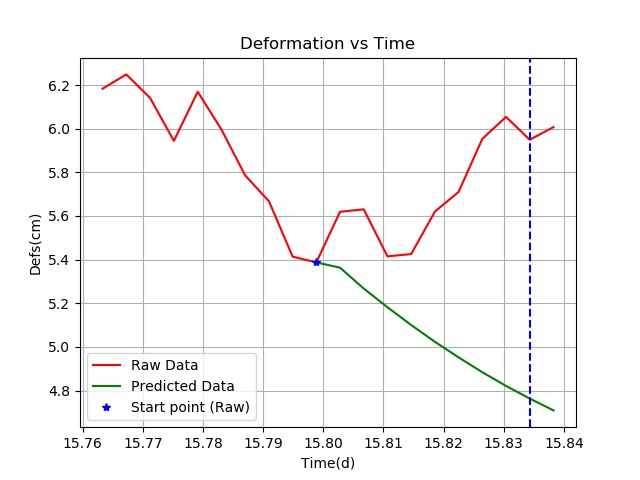 Deformation vs Time
Defs(cm)
6.2
6.0
5.8
5.6
5.4
5.2
5.0
4.8
Raw Data
Predicted Data
Start point (Raw)
15.76 15.77 15.78 15.79 15.80 15.81 15.82 15.83 15.84
Time(d)